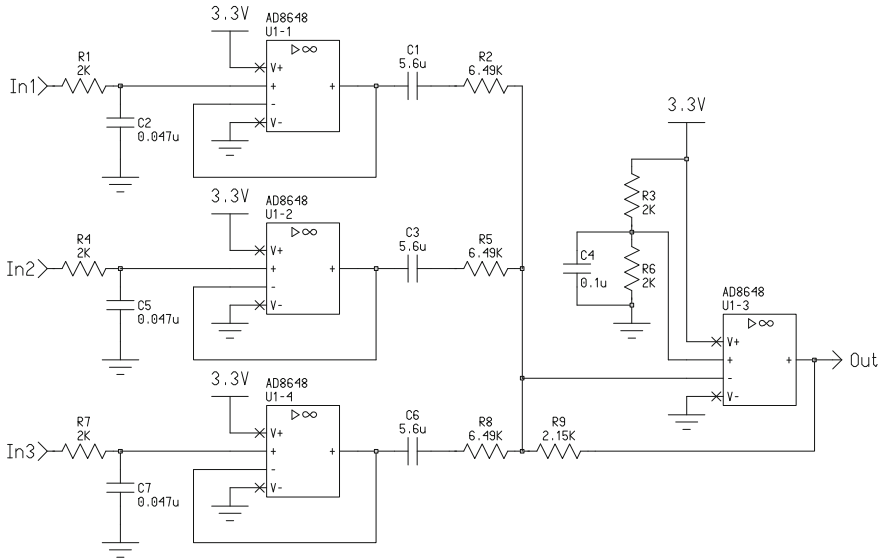 3.3V
AD8648
U1-1
▷∞
In1
R1
2K
V+
+
-
V-
+
C1
5.6u
R2
6.49K
C2
0.047u
3.3V
AD8648
U1-2
▷∞
In2
R4
2K
V+
+
-
V-
+
C3
5.6u
R5
6.49K
C5
0.047u
3.3V
R3
2K
C4
0.1u
R6
2K
AD8648
U1-3
▷∞
V+
+
-
V-
+
Out
3.3V
AD8648
U1-4
▷∞
In3
R7
2K
V+
+
-
V-
+
C6
5.6u
R8
6.49K
R9
2.15K
C7
0.047u